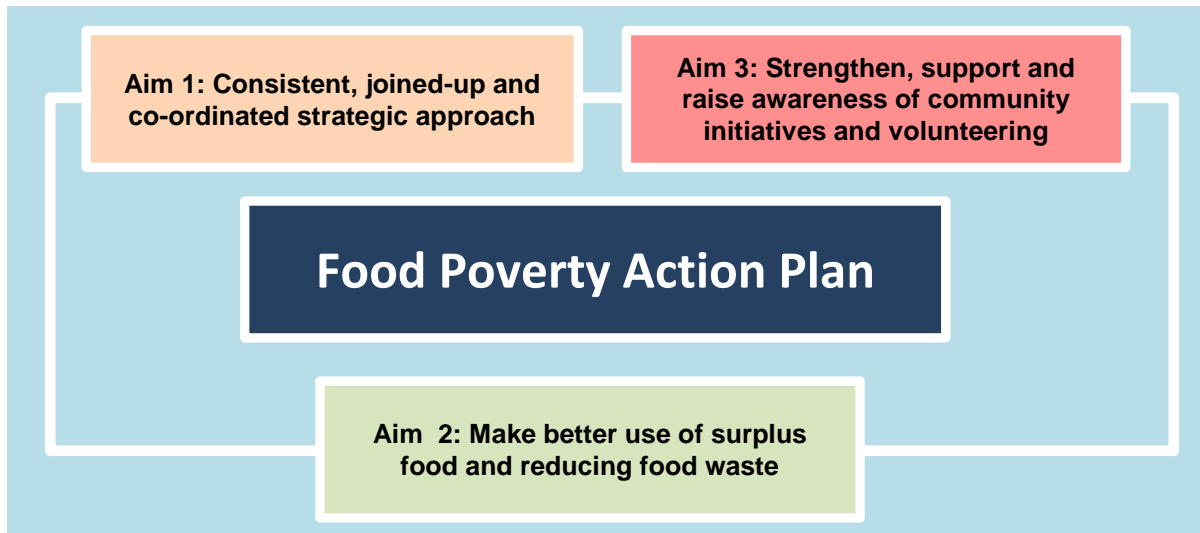 Aim 1: Consistent, joined-up and
co-ordinated strategic approach
Aim 3: Strengthen, support and
raise awareness of community
initiatives and volunteering
Food Poverty Action Plan
Aim  2: Make better use of surplus
food and reducing food waste